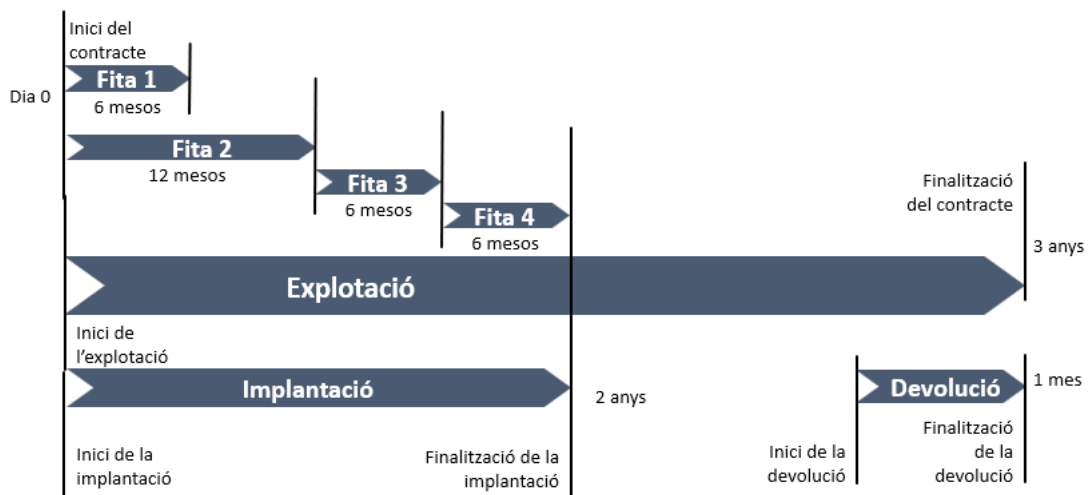 Inici del
contracte
Fita 1
Dia 0
6 mesos
Fita 2
12 mesos
Fita 3
6 mesos
Fita 4
6 mesos
Finalització
del contracte
3 anys
Explotació
Inici de
l'explotació
Implantació
2 anys
Devolució
1 mes
Inici de la
implantació
Finalització de la
implantació
Inici de la
devolució
Finalització
de la
devolució